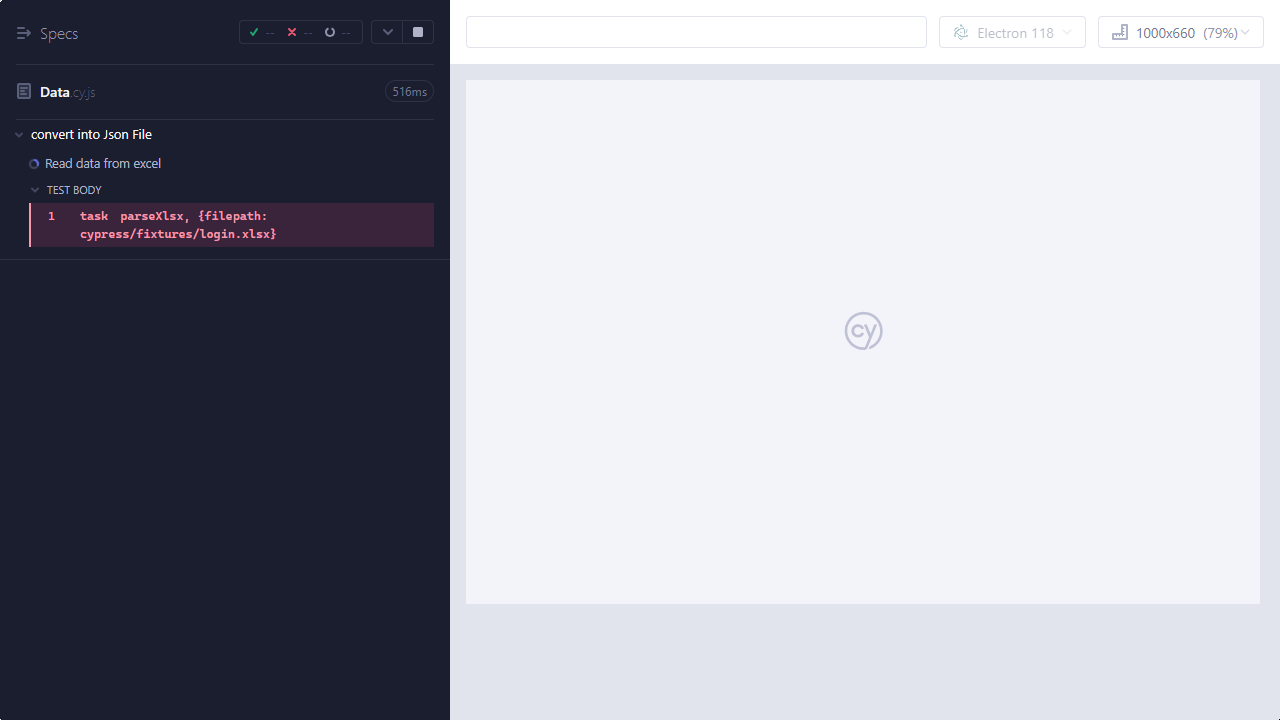 Specs
-- -- --
Data.cy.js
516ms
convert into Json File
Read data from excel
TEST BODY
1 task parseXlsx, {filepath:
cypress/fixtures/login.xlsx}
Electron 118
1000x660 (79%)
cy